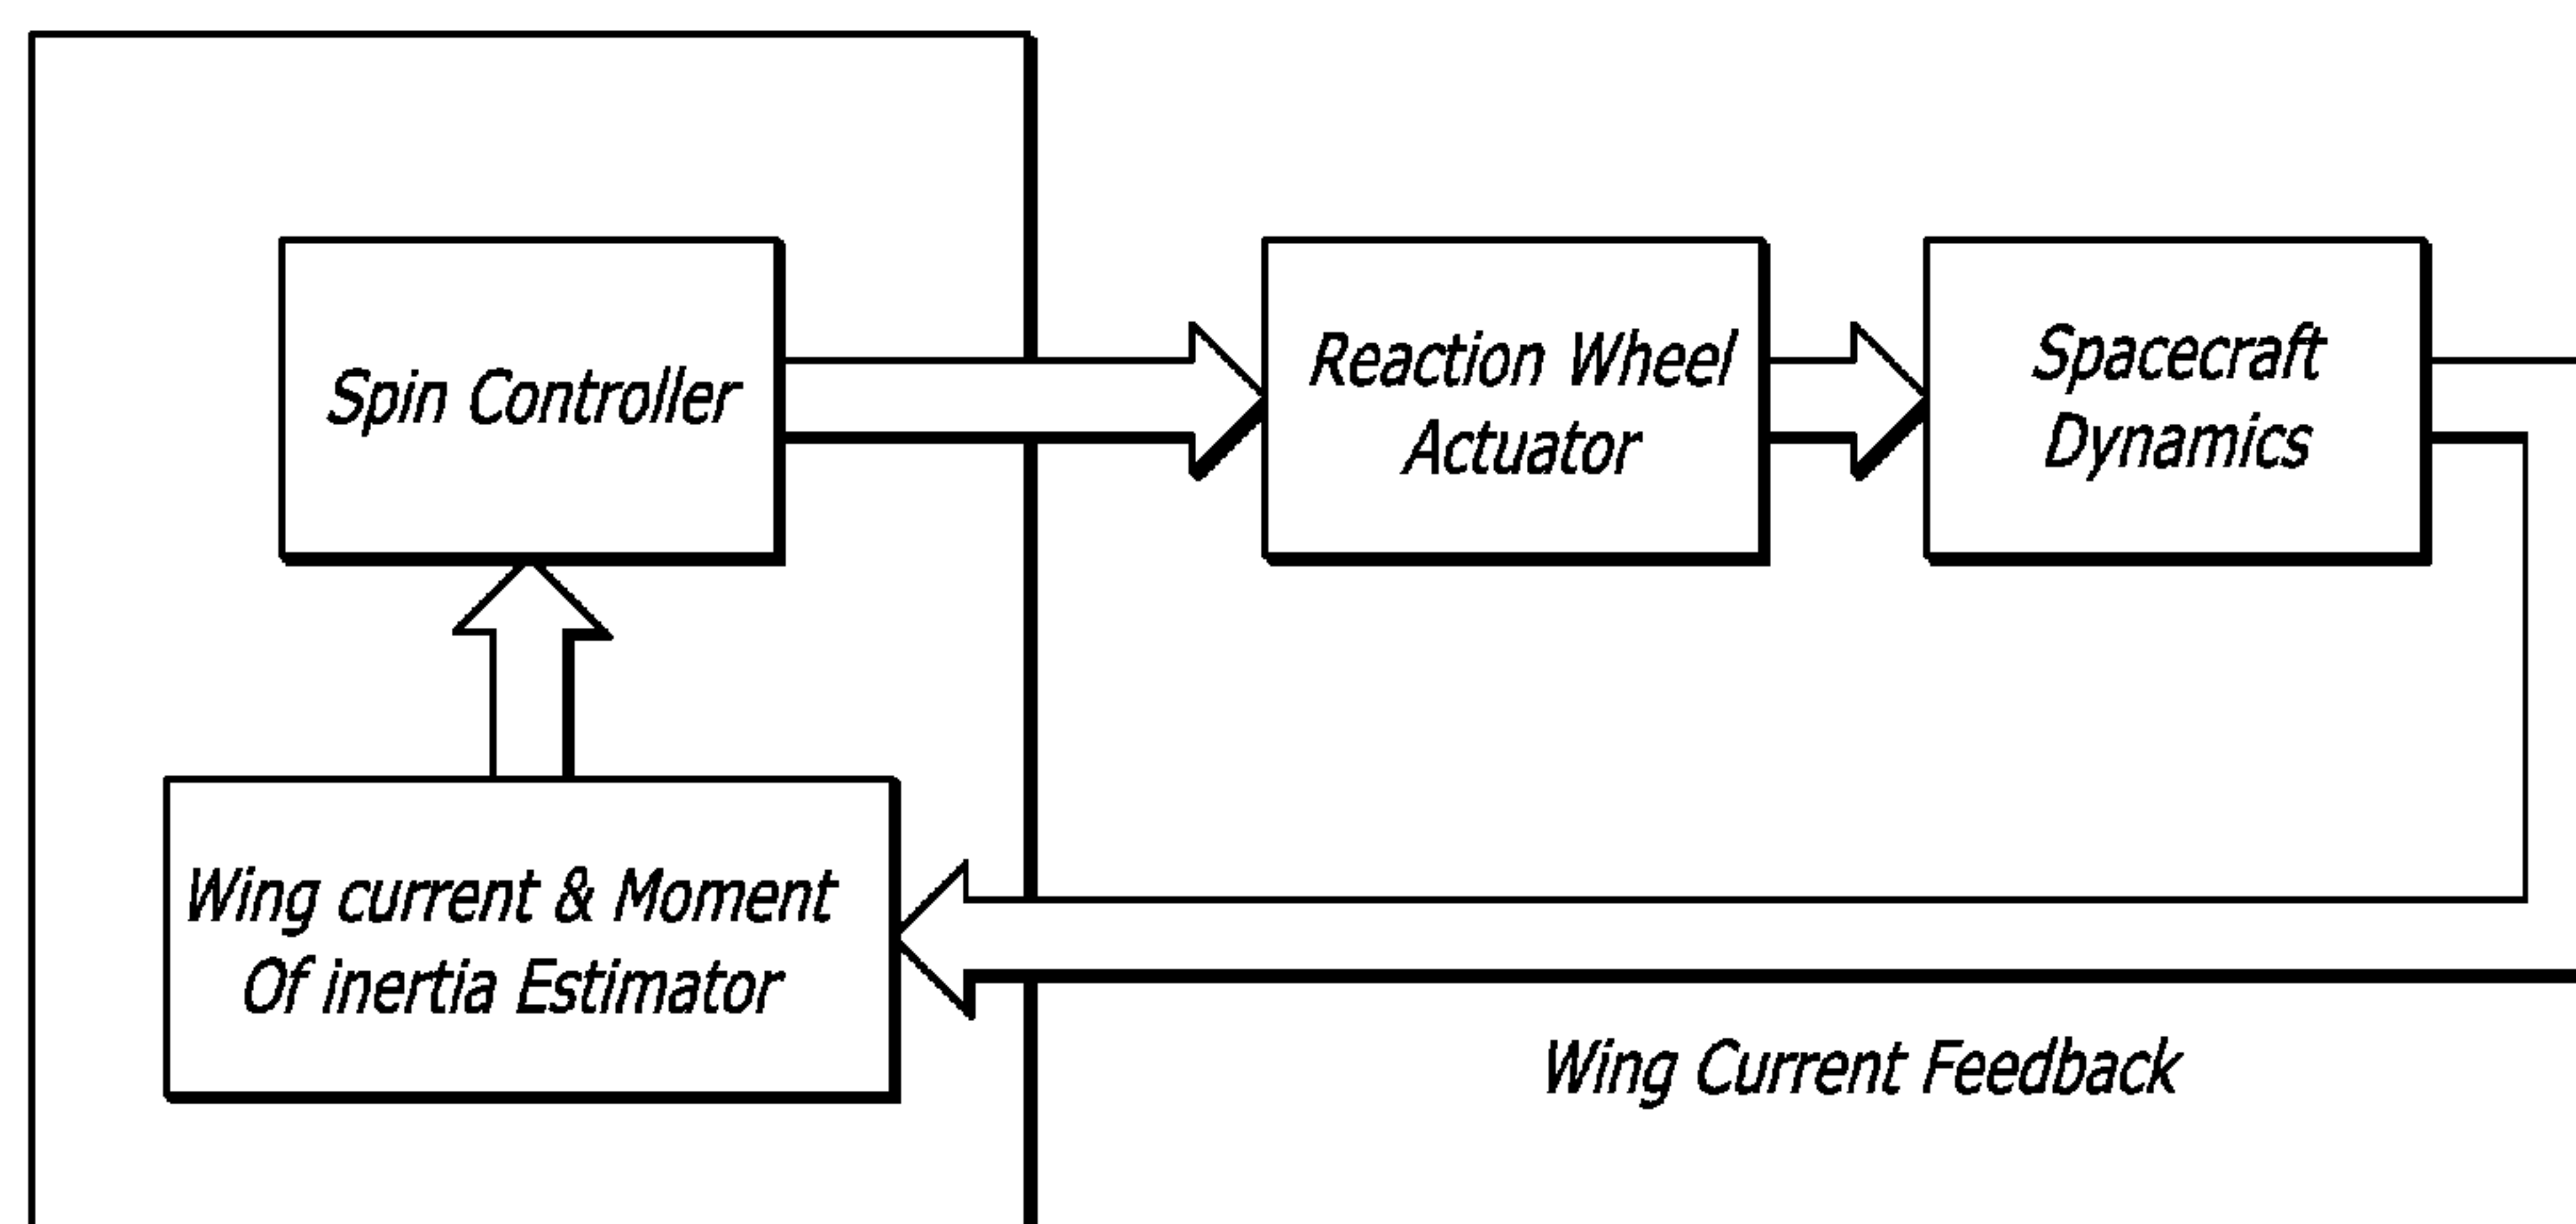 Spin Controller
Reaction Wheel
Actuator
Spacecraft
Dynamics
Wing current & Moment
Of inertia Estimator
Wing Current Feedback